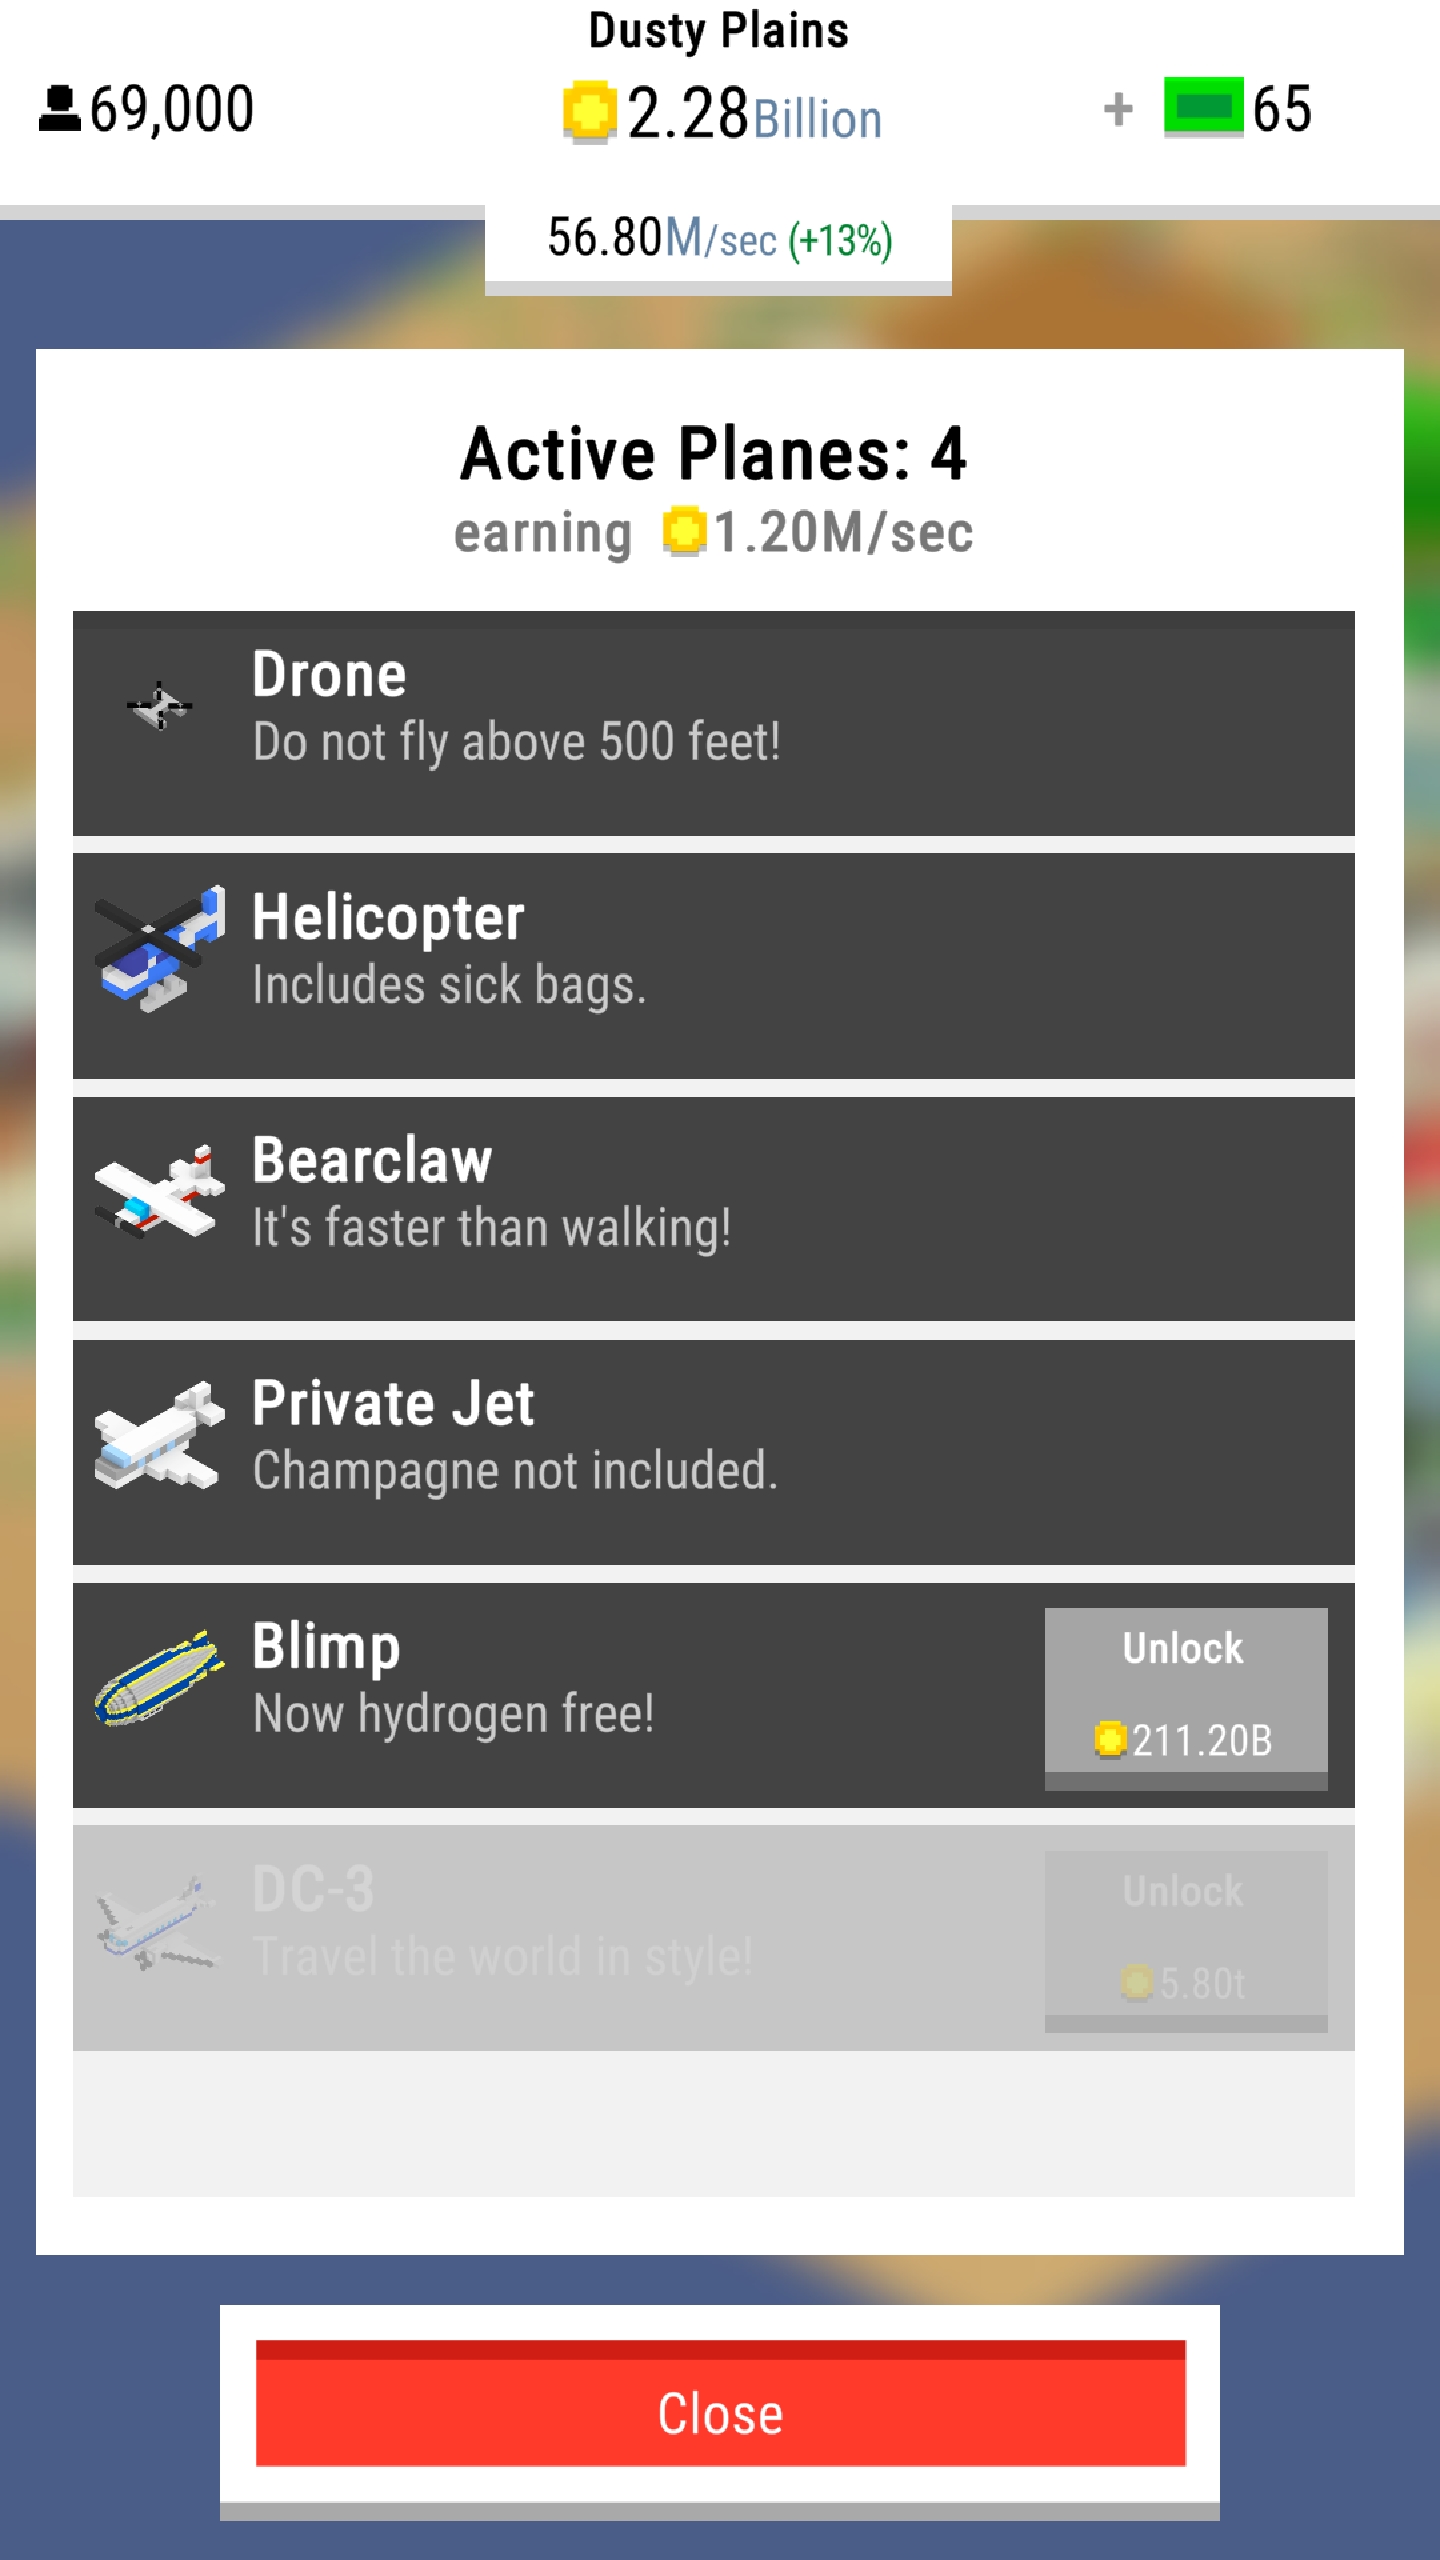 Dusty Plains
69,000
2.28Billion
+ 65
56.80M/sec (+13%)
Active Planes: 4
earning 1.20M/sec
Drone
Do not fly above 500 feet!
Helicopter
Includes sick bags.
Bearclaw
It's faster than walking!
Private Jet
Champagne not included.
Blimp
Now hydrogen free!
Unlock
211.20B
DC-3
Travel the world in style!
Unlock
5.80t
Close